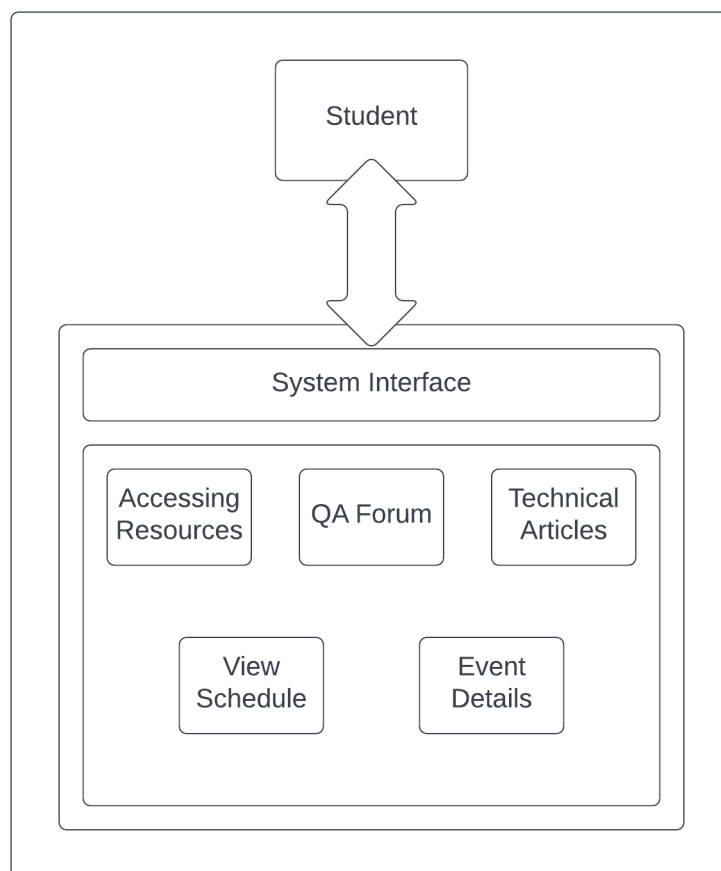 Student
System Interface
Accessing
Resources
QA Forum
Technical
Articles
View
Schedule
Event
Details